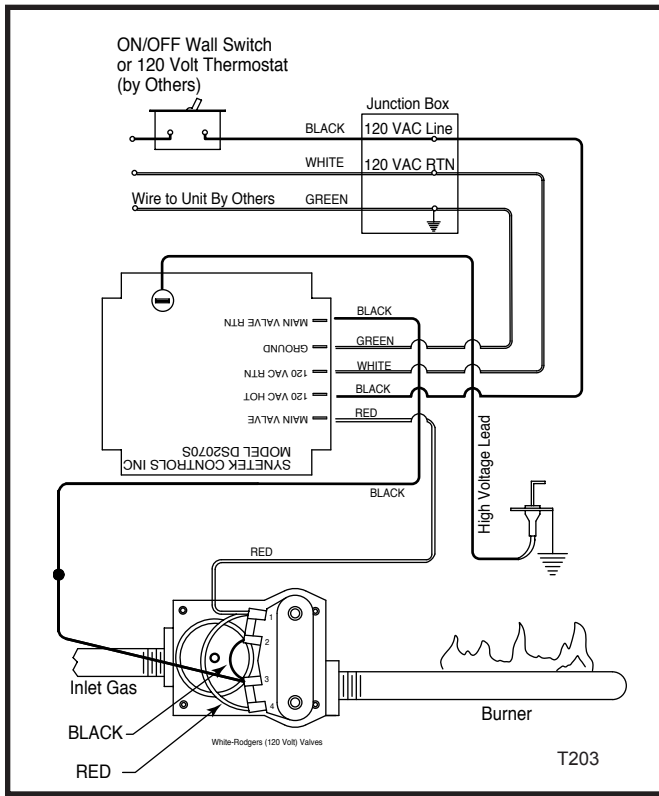 ON/OFF Wall Switch
or 120 Volt Thermostat
(by Others)
Junction Box
BLACK
120 VAC Line
WHITE
120 VAC RTN
Wire to Unit By Others
GREEN
BLACK
MAIN VALVE RTN
GREEN
GROUND
WHITE
120 VAC RTN
BLACK
120 VAC HOT
RED
MAIN VALVE
SYNETEK CONTROLS INC
MODEL DS2070S
BLACK
High Voltage Lead
RED
1
2
3
4
Inlet Gas
Burner
BLACK
White-Rodgers (120 Volt) Valves
RED
T203